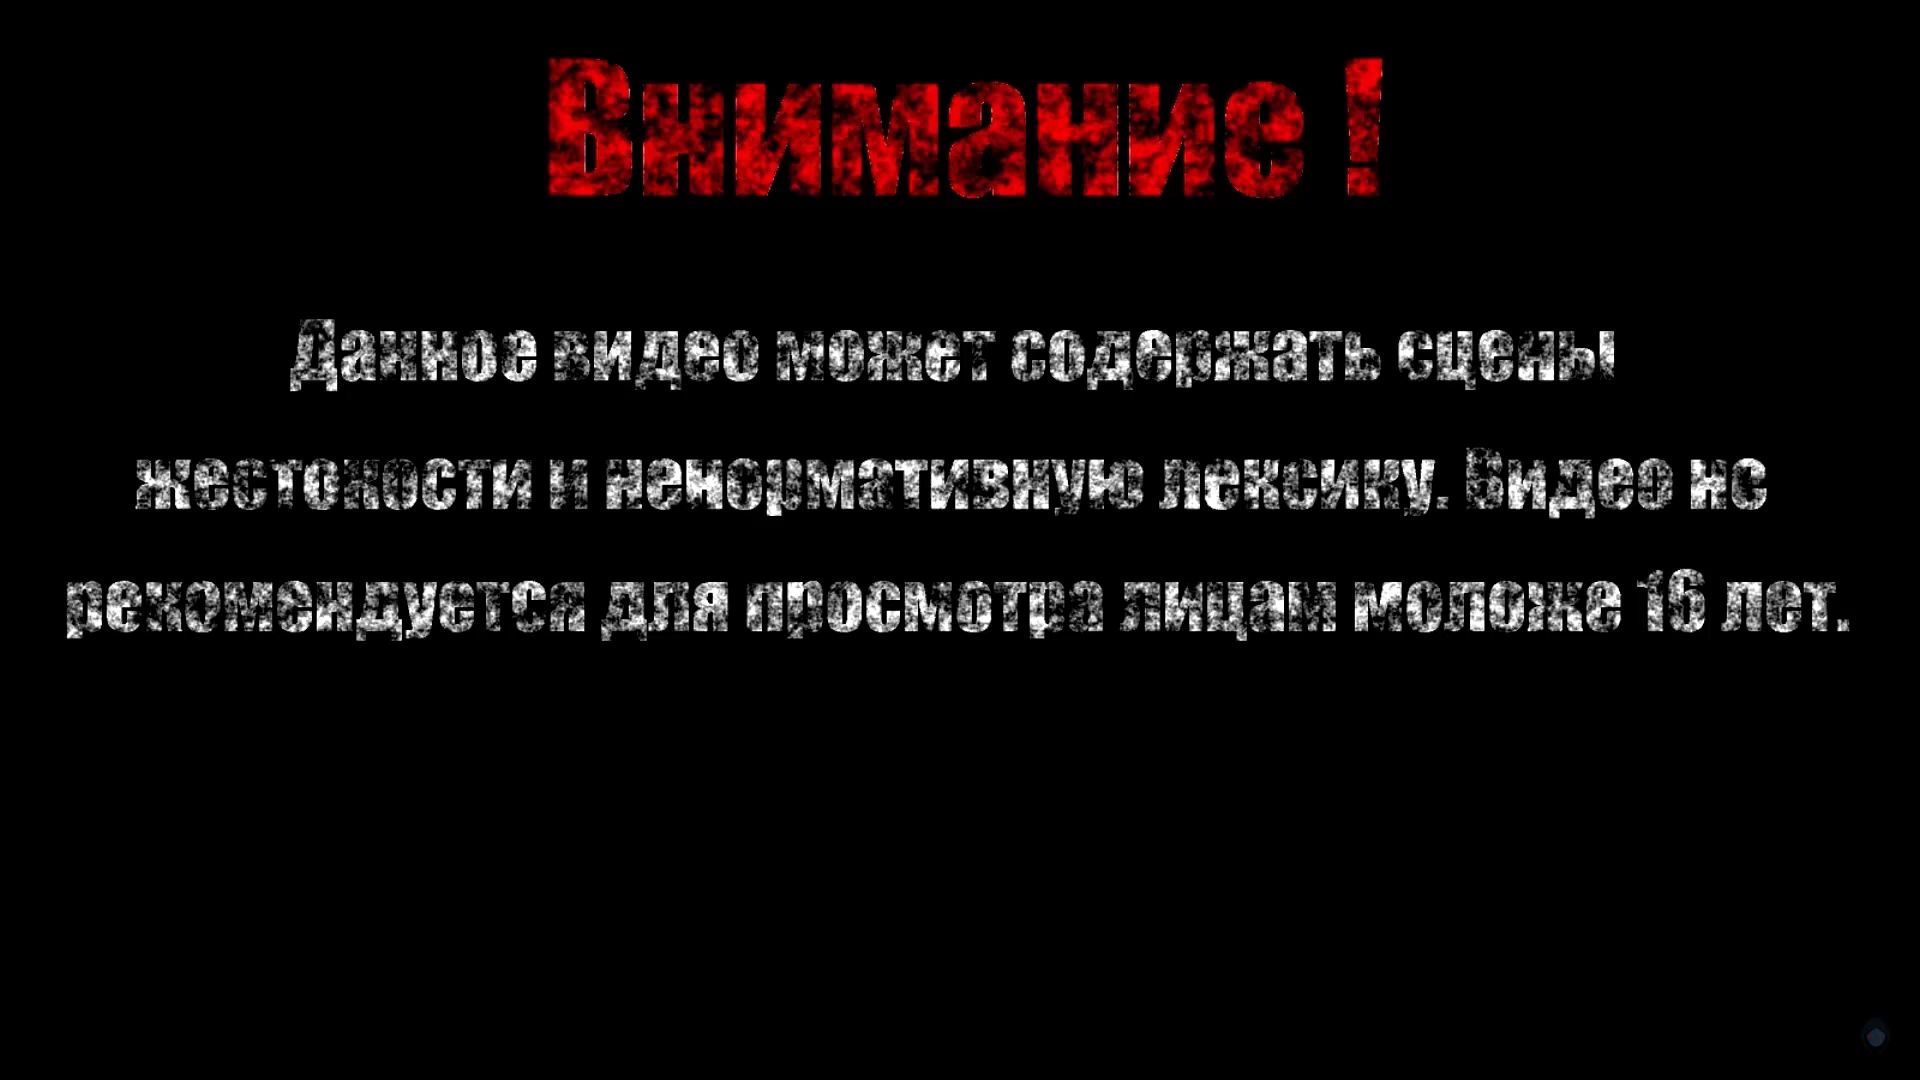 Внимание !
Данное видео может содержать сцены
жестокости и ненормативную лексику. Видео не
рекомендуется для просмотра лицам моложе 16 лет.